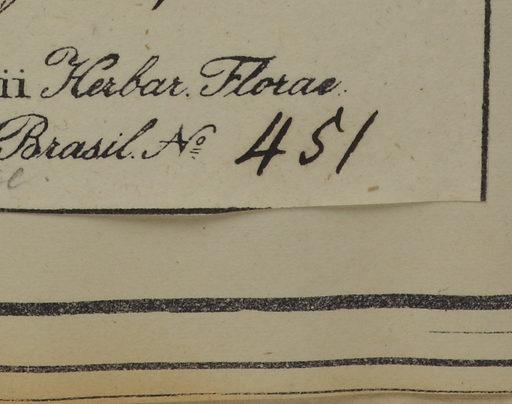 ii Herbar. Florae
Brasil. No 451